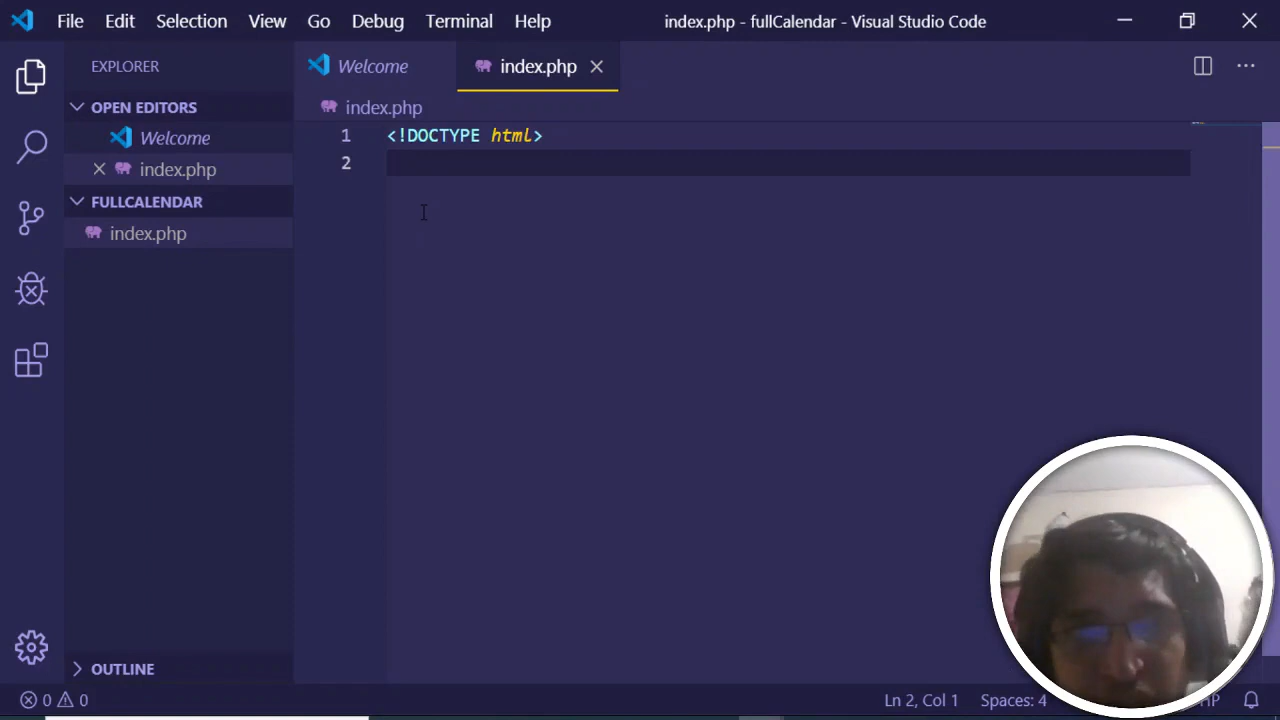 File Edit Selection View Go Debug Terminal Help index.php - fullCalendar - Visual Studio Code
EXPLORER
Welcome index.php
OPEN EDITORS
Welcome
index.php
FULLCALENDAR
index.php
OUTLINE
index.php
1 <!DOCTYPE html>
2
0 0 Ln 2, Col 1 Spaces: 4